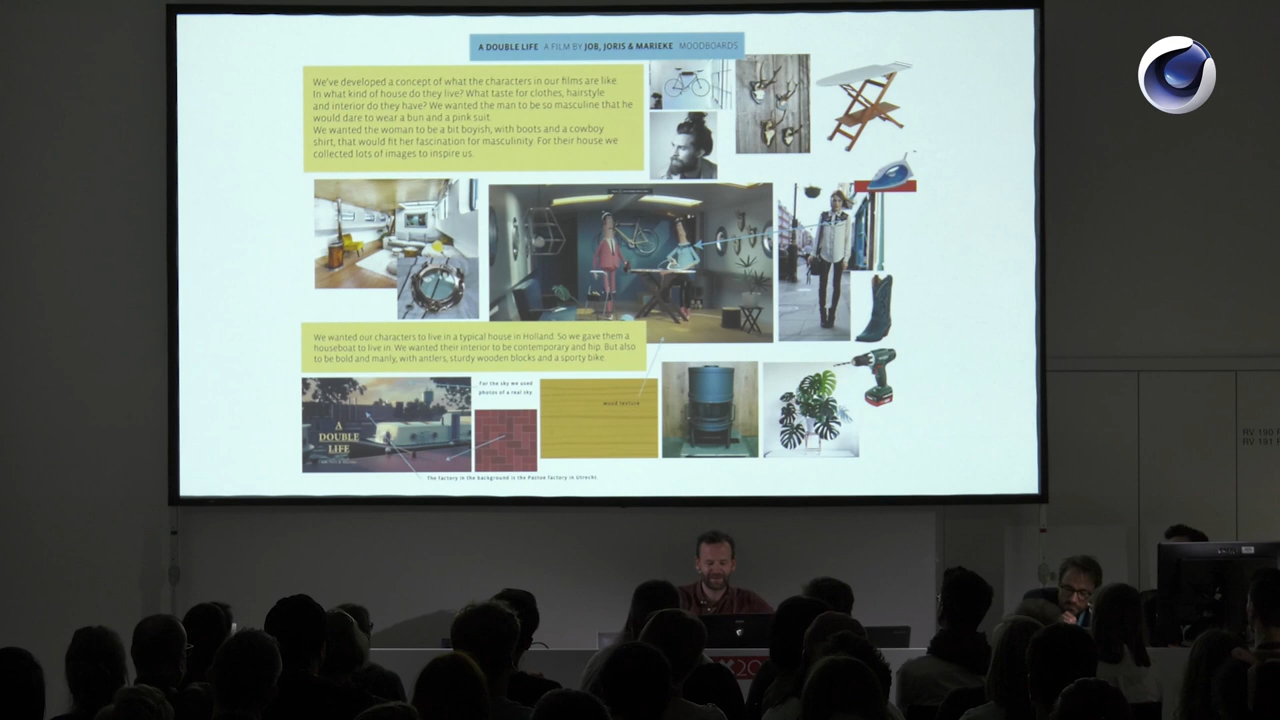 A DOUBLE LIFE A FILM BY JOB, JORIS & MARIEKE MOODBOARDS
We've developed a concept of what the characters in our films are like.
In what kind of house do they live? What taste for clothes, hairstyle
and interior do they have? We wanted the man to be so masculine that he
would dare to wear a bun and a pink suit.
We wanted the woman to be a bit boyish, with boots and a cowboy
shirt, that would fit her fascination for masculinity. For their house we
collected lots of images to inspire us.
We wanted our characters to live in a typical house in Holland. So we gave them a
houseboat to live in. We wanted their interior to be contemporary and hip. But also
to be bold and manly, with antlers, sturdy wooden blocks and a sporty bike.
For the sky we used
photos of a real sky
wood texture
A
DOUBLE
LIFE
The factory in the background is the Pastoe factory in Utrecht.
RV 190
RV 191